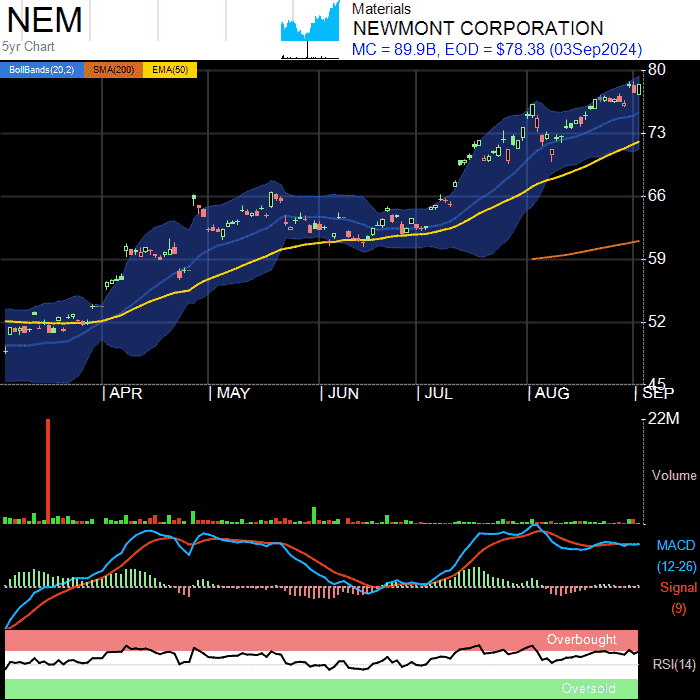 NEM
5yr Chart
Materials
NEWMONT CORPORATION
MC = 89.9B, EOD = $78.38 (03Sep2024)
BollBands(20,2) SMA(200) EMA(50)
80
73
66
59
52
45
APR MAY JUN JUL AUG SEP
22M
Volume
MACD
(12-26)
Signal
(9)
Overbought
RSI(14)
Oversold